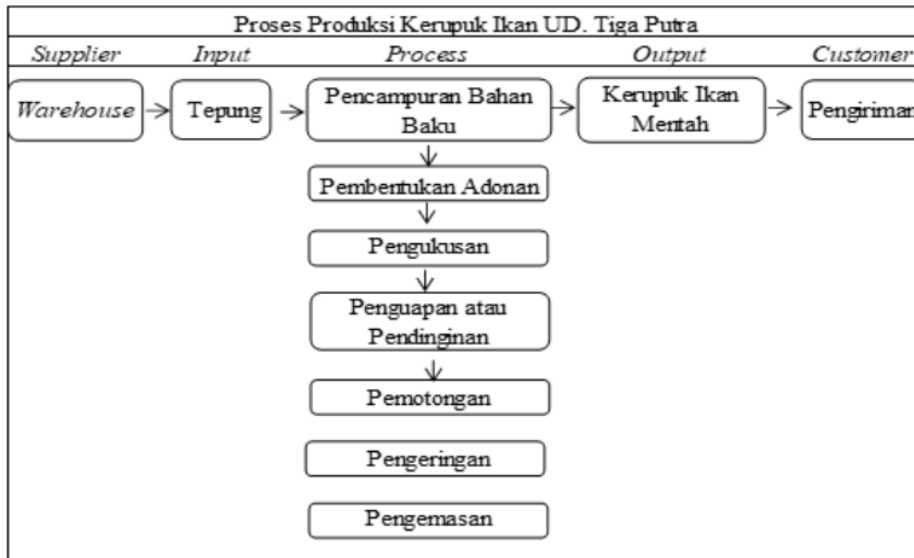 Proses Produksi Kerupuk Ikan UD. Tiga Putra
Supplier Input Process Output Customer
Warehouse
Tepung
Pencampuran Bahan
Baku
Kerupuk Ikan
Mentah
Pengiriman
Pembentukan Adonan
Pengukusan
Penguapan atau
Pendinginan
Pemotongan
Pengeringan
Pengemasan